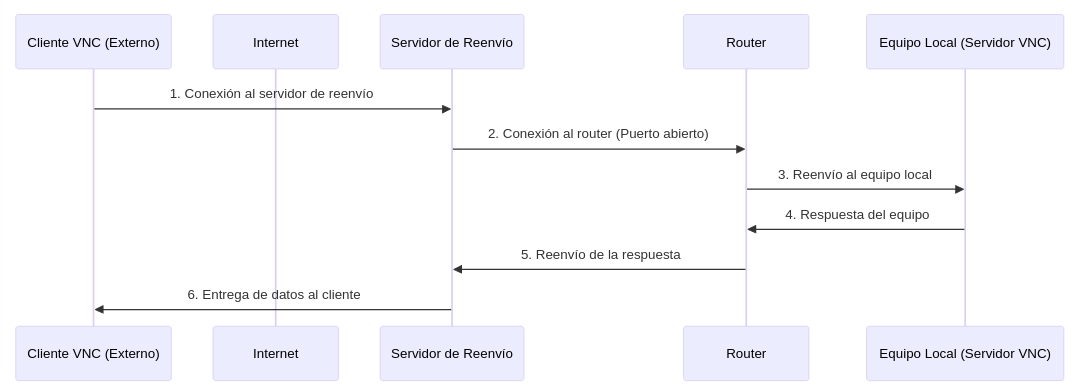 Cliente VNC (Externo)
Internet
Servidor de Reenvío
Router
Equipo Local (Servidor VNC)
1. Conexión al servidor de reenvío
2. Conexión al router (Puerto abierto)
3. Reenvío al equipo local
4. Respuesta del equipo
5. Reenvío de la respuesta
6. Entrega de datos al cliente
Cliente VNC (Externo)
Internet
Servidor de Reenvío
Router
Equipo Local (Servidor VNC)